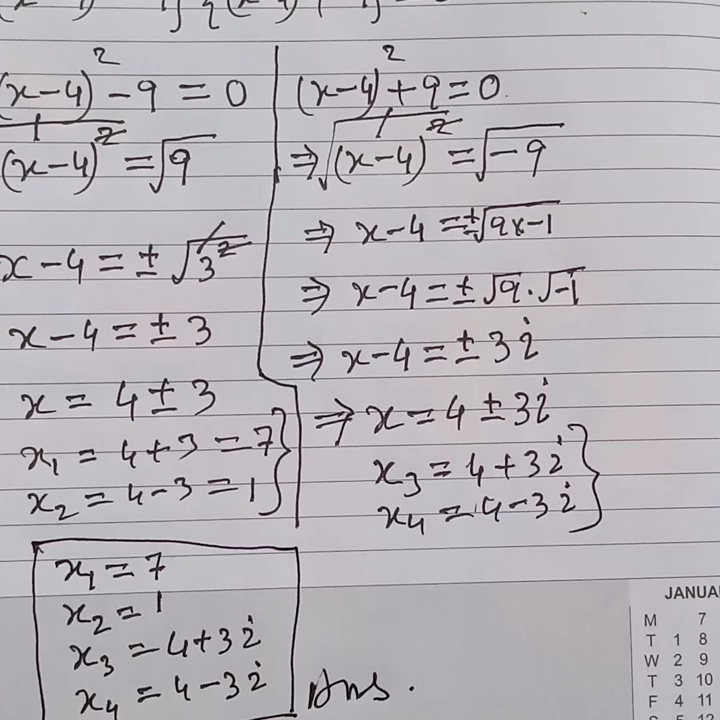 (x-4)² - 9 = 0
√(x-4)² = √9
x-4 = ± √3²
x-4 = ± 3
x = 4 ± 3
x₁ = 4+3 = 7
x₂ = 4-3 = 1
(x-4)² + 9 = 0.
⇒ √(x-4)² = √-9
⇒ x-4 = ±√9x-1
⇒ x-4 = ± √9 . √-1
⇒ x-4 = ± 3i
⇒ x = 4 ± 3i
x₃ = 4+3i
x₄ = 4-3i
x₁ = 7
x₂ = 1
x₃ = 4+3i
x₄ = 4-3i
Ans.
JANUA
M 7
T 1 8
W 2 9
T 3 10
F 4 11